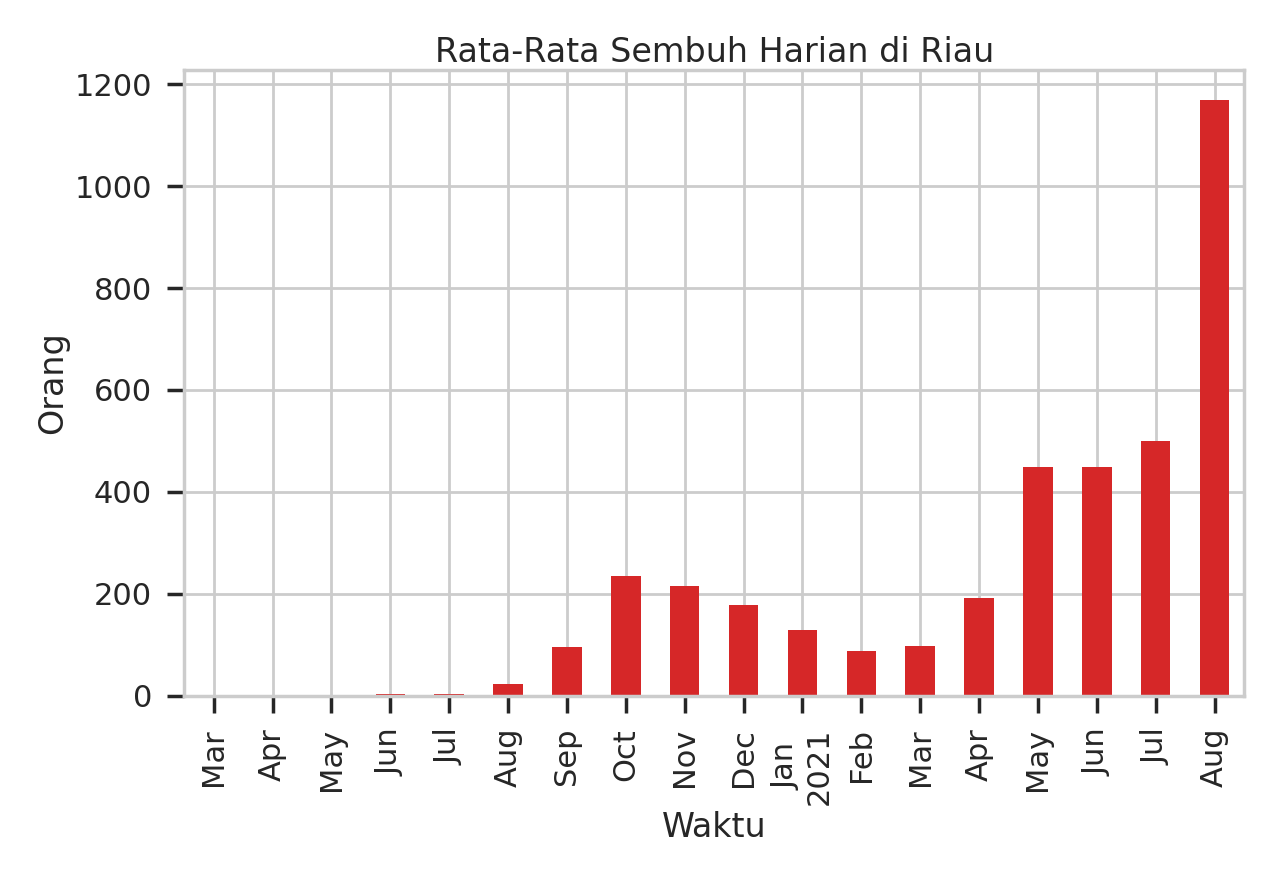 Rata-Rata Sembuh Harian di Riau
1200
1000
800
600
400
200
0
Orang
Mar
Apr
May
Jun
Jul
Aug
Sep
Oct
Nov
Dec
Jan
2021
Feb
Mar
Apr
May
Jun
Jul
Aug
Waktu